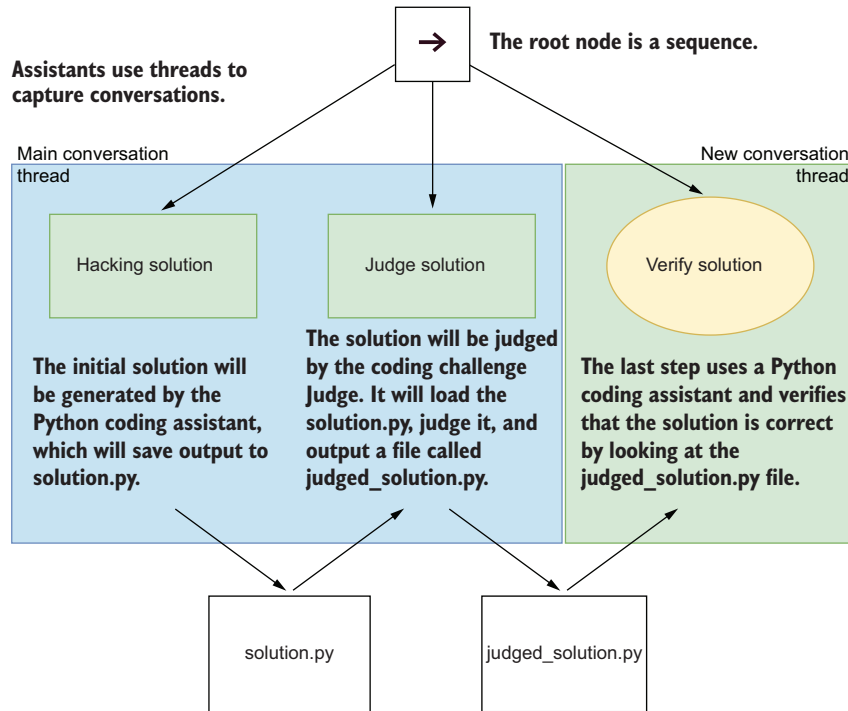 The root node is a sequence.
Assistants use threads to
capture conversations.
Main conversation
thread
New conversation
thread
Hacking solution
Judge solution
Verify solution
The initial solution will
be generated by the
Python coding assistant,
which will save output to
solution.py.
The solution will be judged
by the coding challenge
Judge. It will load the
solution.py, judge it, and
output a file called
judged_solution.py.
The last step uses a Python
coding assistant and verifies
that the solution is correct
by looking at the
judged_solution.py file.
solution.py
judged_solution.py